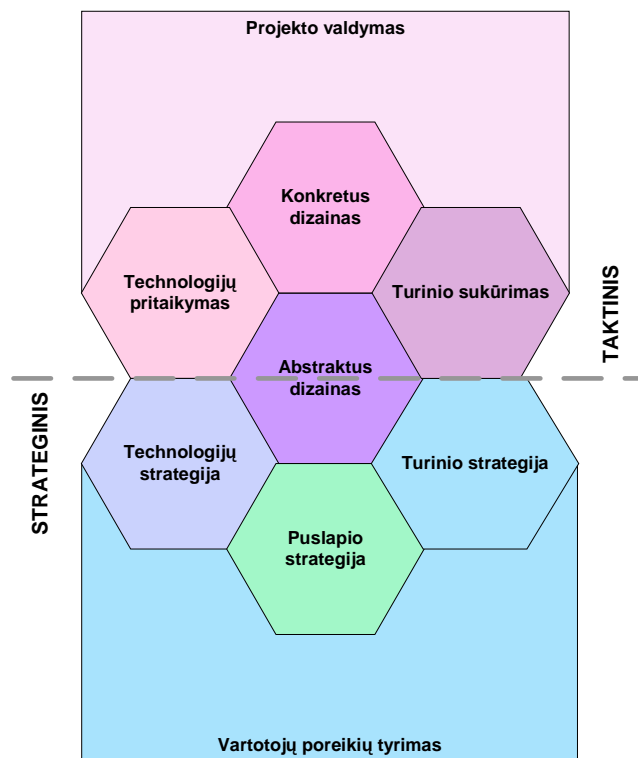 Projekto valdymas
Konkretus
dizainas
Technologijų
pritaikymas
Turinio sukūrimas
TAKTINIS
Abstraktus
dizainas
STRATEGINIS
Technologijų
strategija
Turinio strategija
Puslapio
strategija
Vartotojų poreikių tyrimas